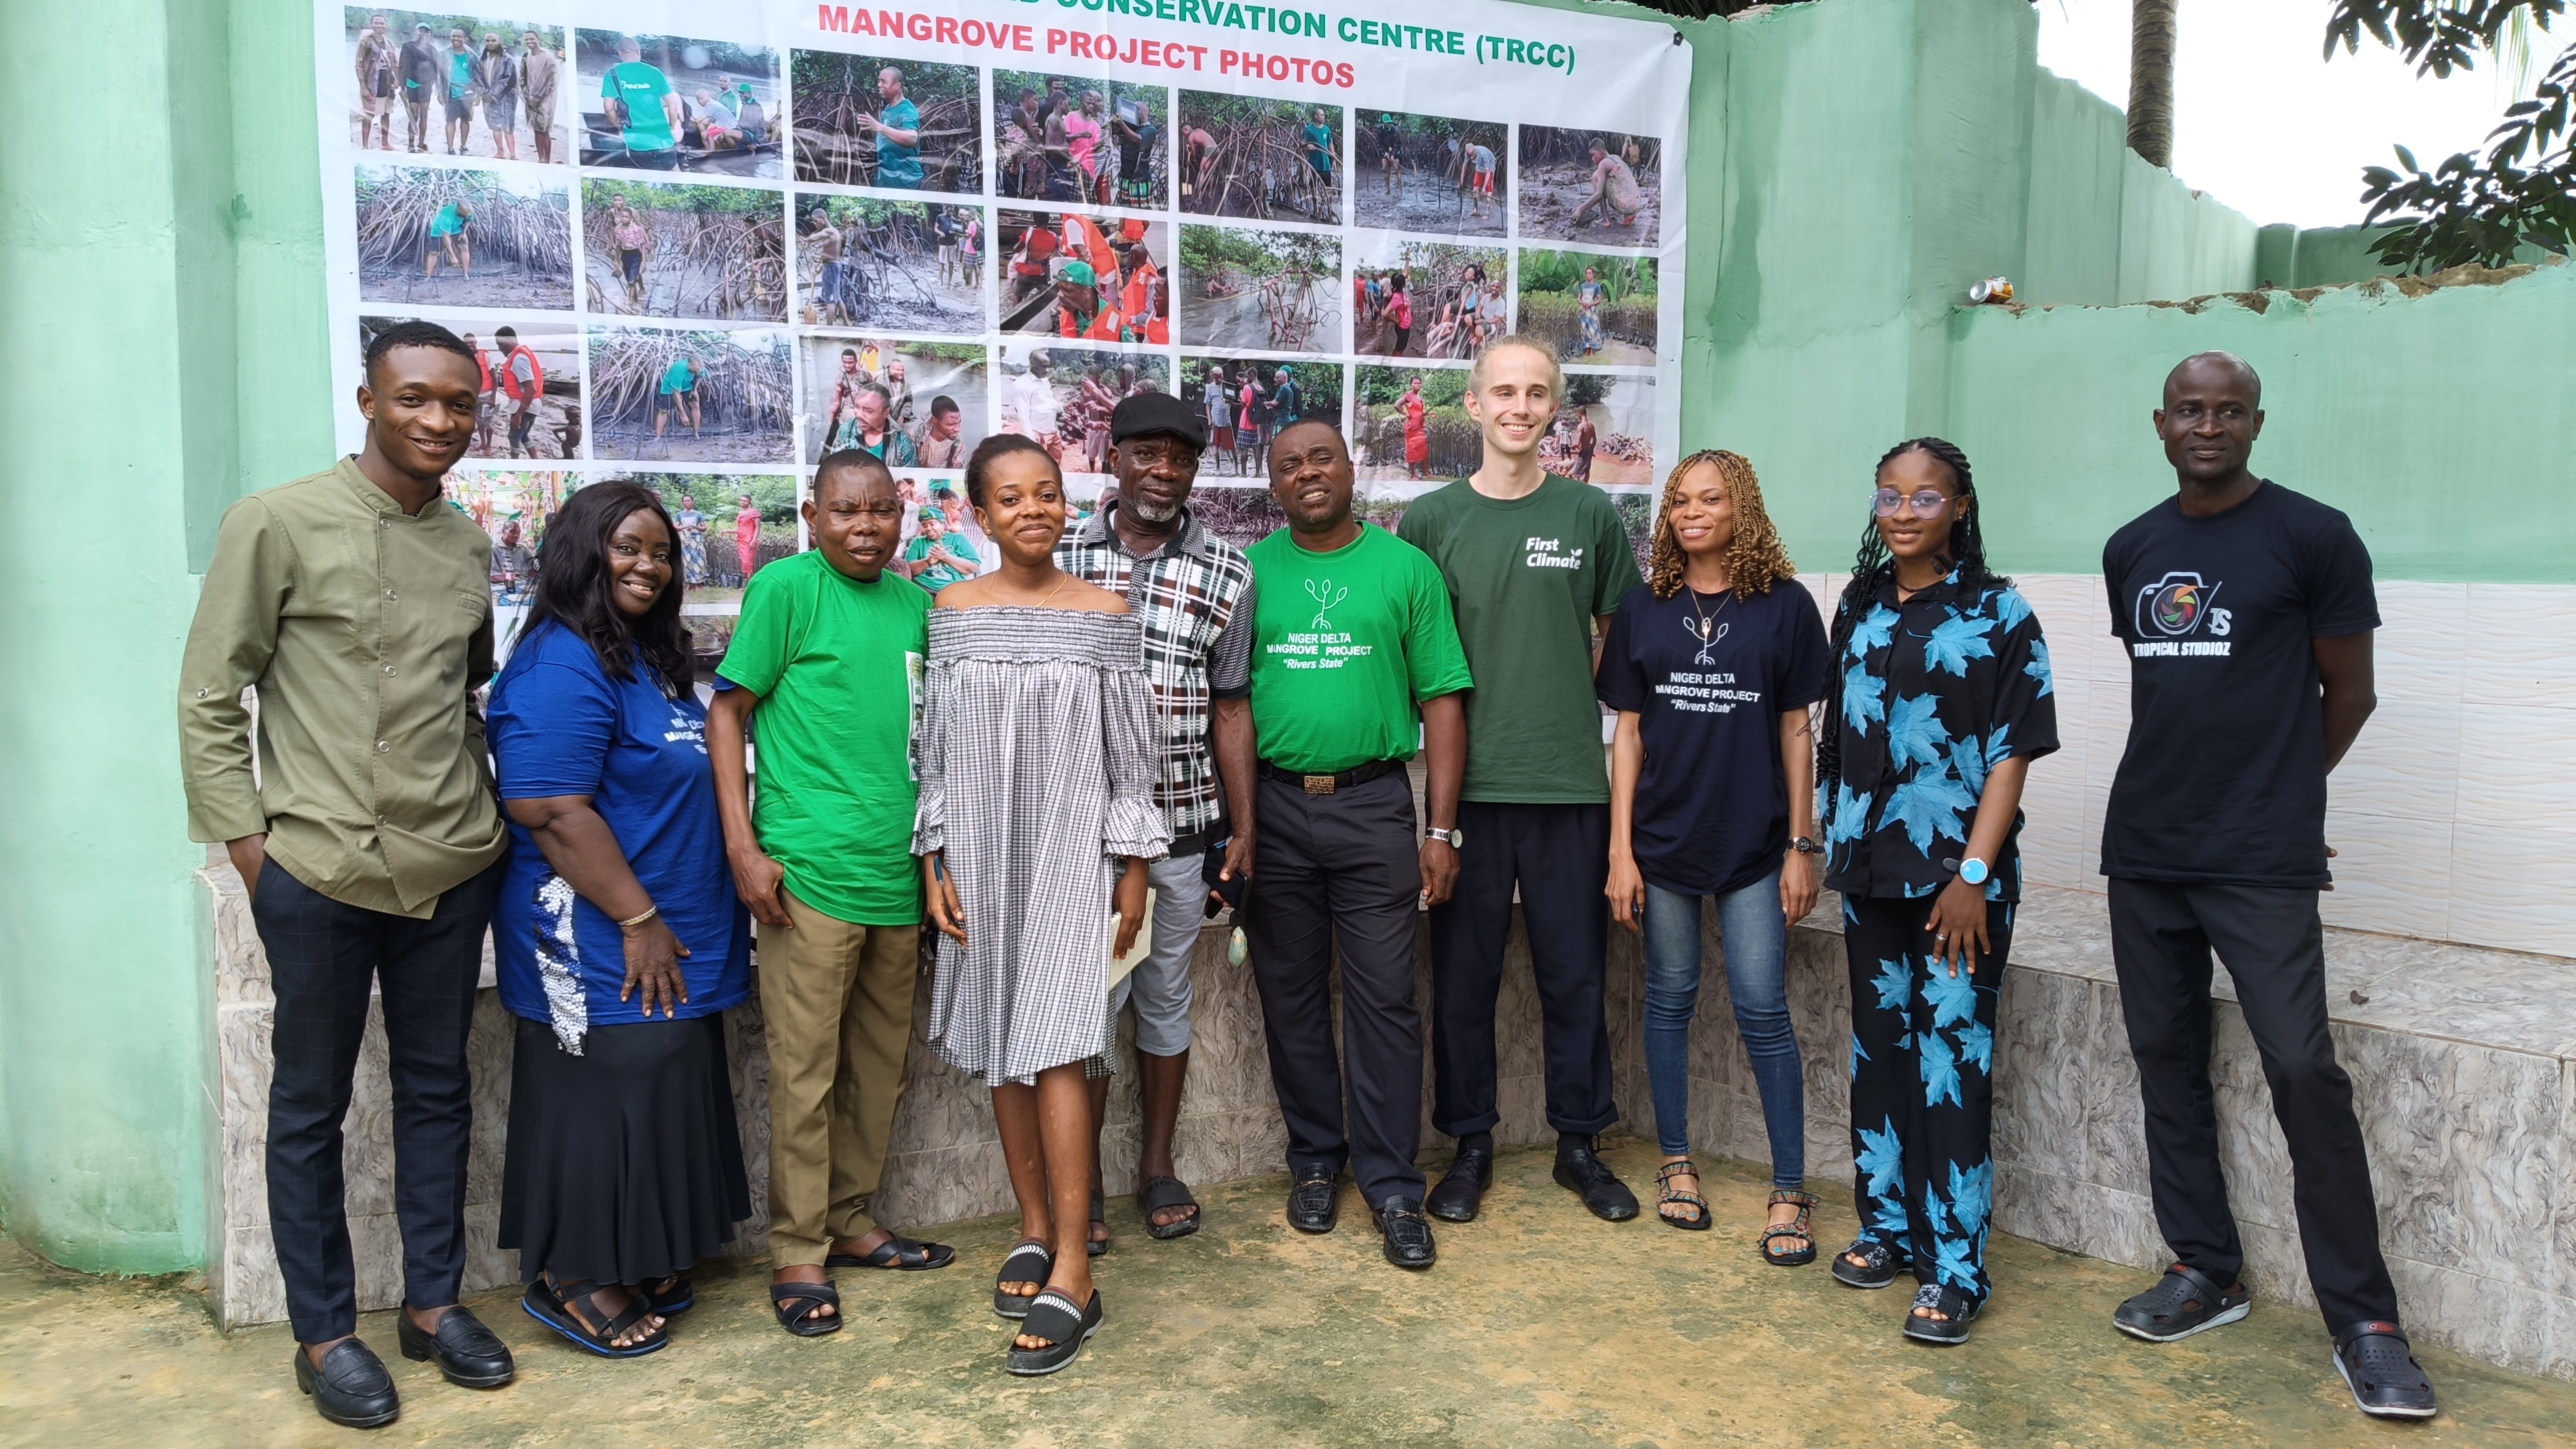 CONSERVATION CENTRE (TRCC)
MANGROVE PROJECT PHOTOS
First
Climate
NIGER DELTA
MANGROVE PROJECT
"Rivers State"
NIGER DELTA
MANGROVE PROJECT
"Rivers State"
TS
TROPICAL STUDIOZ